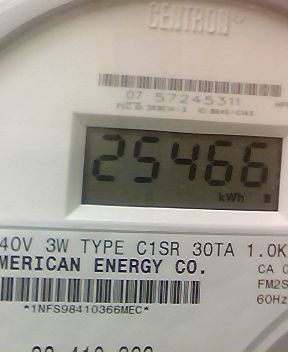 CENTRON®
07 57245311
25466
kWh
40V 3W TYPE C1SR 30TA 1.0K
MERICAN ENERGY CO. CA 0
FM2S
60Hz
*1NFS98410366MEC*